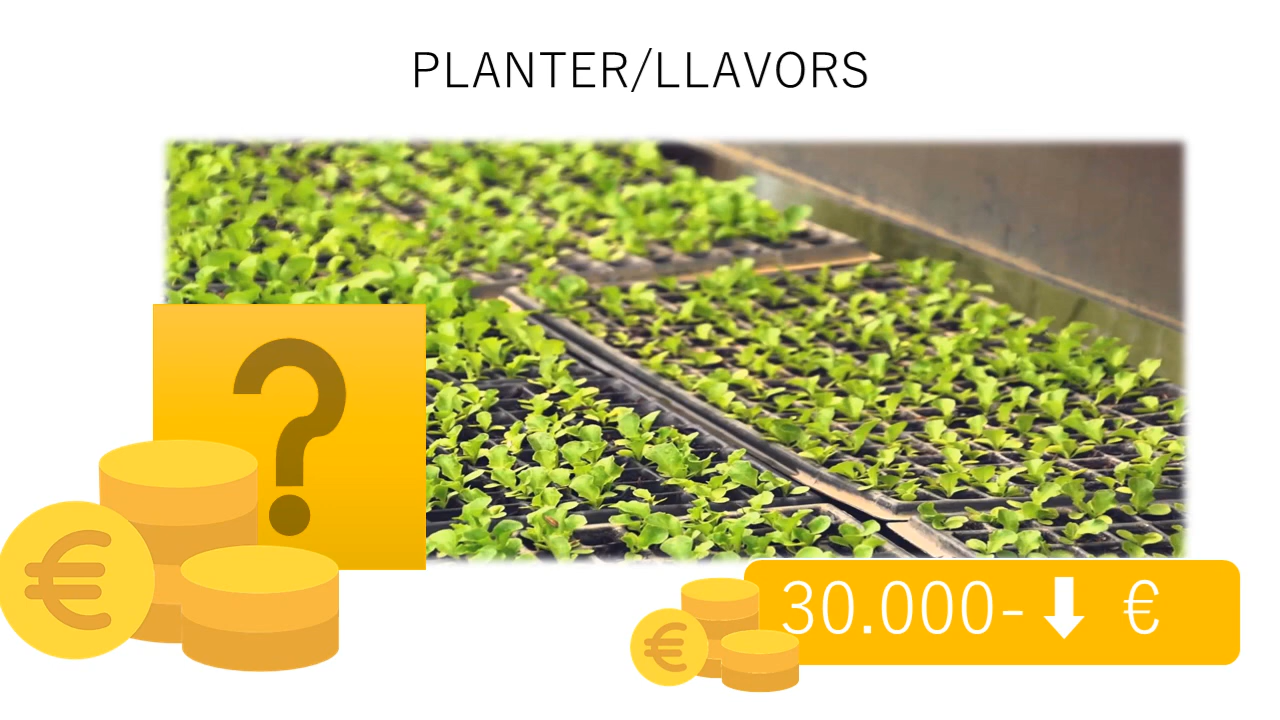 PLANTER/LLAVORS
?
€
30.000- ⬇ €
€